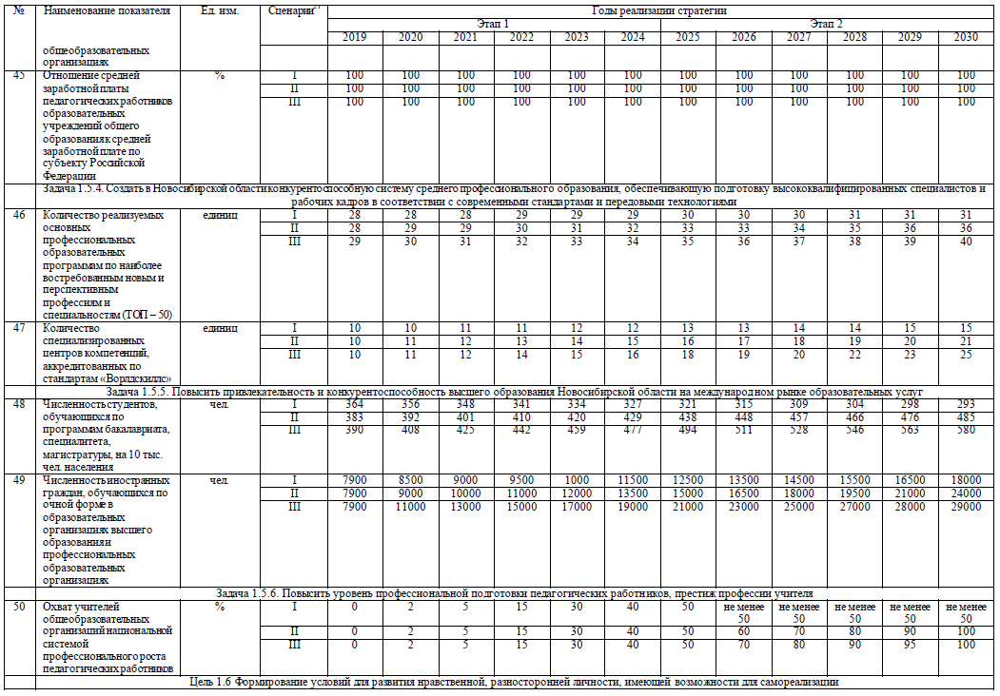 № Наименование показателя Ед. изм. Сценарии Годы реализации стратегии
Этап 1 Этап 2
2019 2020 2021 2022 2023 2024 2025 2026 2027 2028 2029 2030
общеобразовательных
организациях
45 Отношение средней % I 100 100 100 100 100 100 100 100 100 100 100 100
заработной платы II 100 100 100 100 100 100 100 100 100 100 100 100
педагогических работников III 100 100 100 100 100 100 100 100 100 100 100 100
образовательных
учреждений общего
образования к средней
заработной плате по
субъекту Российской
Федерации
Задача 1.5.4. Создать в Новосибирской области конкурентоспособную систему среднего профессионального образования, обеспечивающую подготовку высококвалифицированных специалистов и
рабочих кадров в соответствии с современными стандартами и передовыми технологиями
46 Количество реализуемых единиц I 28 28 28 29 29 29 30 30 30 31 31 31
основных II 28 29 29 30 31 32 33 33 34 35 36 36
профессиональных III 29 30 31 32 33 34 35 36 37 38 39 40
образовательных
программам по наиболее
востребованным новым и
перспективным
профессиям и
специальностям (ТОП – 50)
47 Количество единиц I 10 10 11 11 12 12 13 13 14 14 15 15
специализированных II 10 11 12 13 14 15 16 17 18 19 20 21
центров компетенций, III 10 11 12 14 15 16 18 19 20 22 23 25
аккредитованных по
стандартам «Ворлдскиллс»
Задача 1.5.5. Повысить привлекательность и конкурентоспособность высшего образования Новосибирской области на международном рынке образовательных услуг
48 Численность студентов, чел. I 364 356 348 341 334 327 321 315 309 304 298 293
обучающихся по II 383 392 401 410 420 429 438 448 457 466 476 485
программам бакалавриата, III 390 408 425 442 459 477 494 511 528 546 563 580
специалитета,
магистратуры, на 10 тыс.
чел. населения
49 Численность иностранных чел. I 7900 8500 9000 9500 1000 11500 12500 13500 14500 15500 16500 18000
граждан, обучающихся по II 7900 9000 10000 11000 12000 13500 15000 16500 18000 19500 21000 24000
очной форме в III 7900 11000 13000 15000 17000 19000 21000 23000 25000 27000 28000 29000
образовательных
организациях высшего
образования и
профессиональных
образовательных
организациях
Задача 1.5.6. Повысить уровень профессиональной подготовки педагогических работников, престиж профессии учителя
50 Охват учителей % I 0 2 5 15 30 40 50 не менее не менее не менее не менее не менее
общеобразовательных 50 50 50 50 50
организаций национальной II 0 2 5 15 30 40 50 60 70 80 90 100
системой III 0 2 5 15 30 40 50 70 80 90 95 100
профессионального роста
педагогических работников
Цель 1.6 Формирование условий для развития нравственной, разносторонней личности, имеющей возможности для самореализации